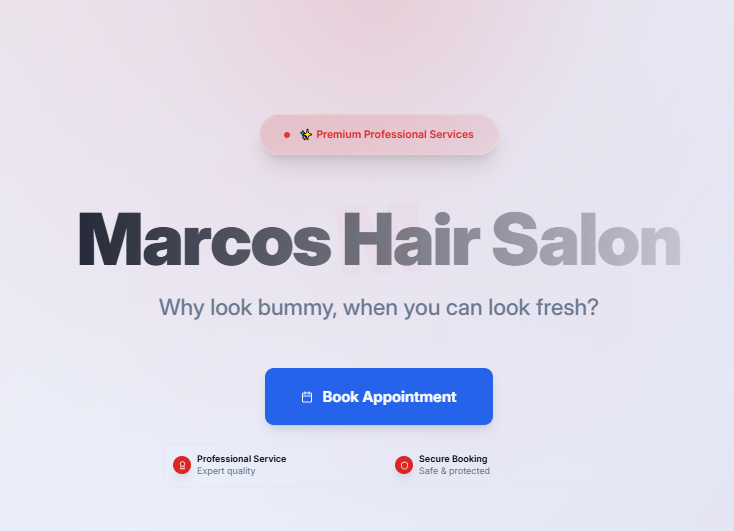 ✨ Premium Professional Services
Marcos Hair Salon
Why look bummy, when you can look fresh?
Book Appointment
Professional Service
Expert quality
Secure Booking
Safe & protected